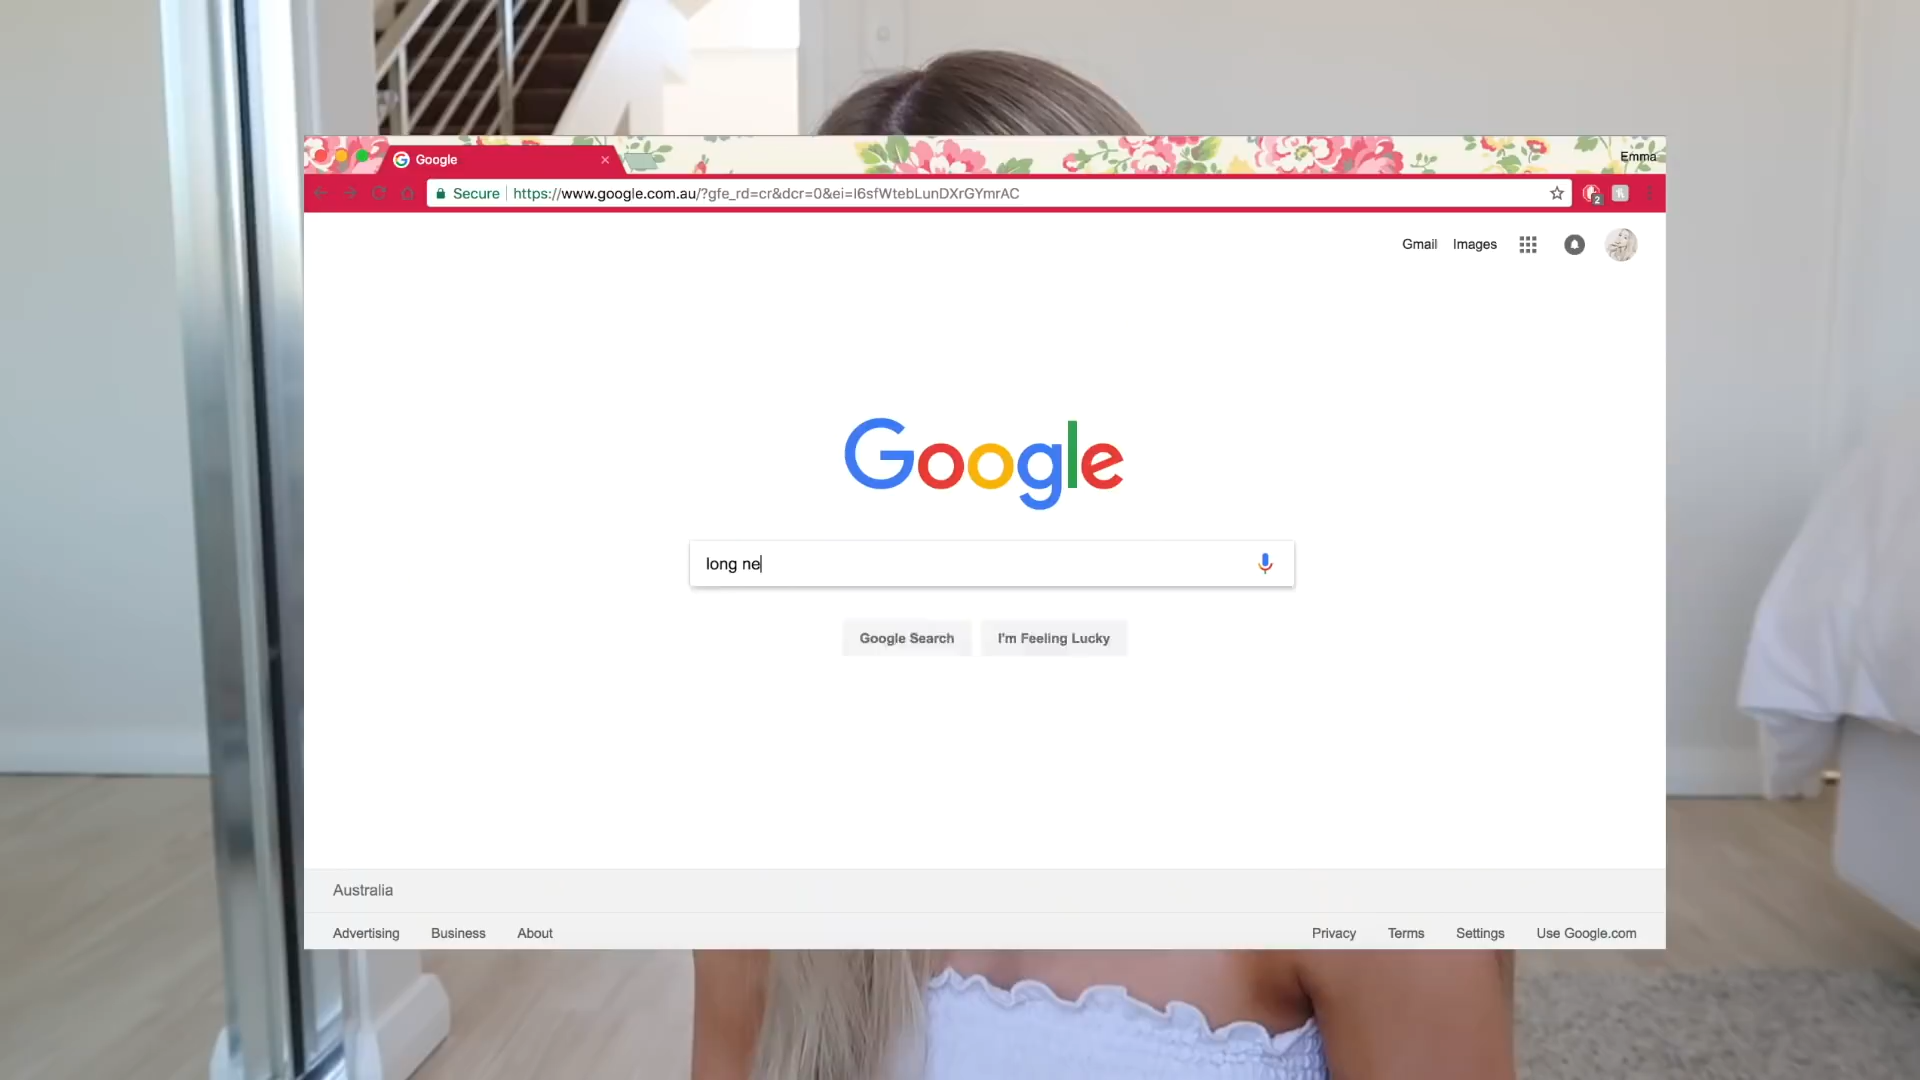 Google
Emma
Secure
https://www.google.com.au/?gfe_rd=cr&dcr=0&ei=I6sfWtebLunDXrGYmrAC
2
Gmail Images
Google
long ne
Google Search I'm Feeling Lucky
Australia
Advertising Business About Privacy Terms Settings Use Google.com